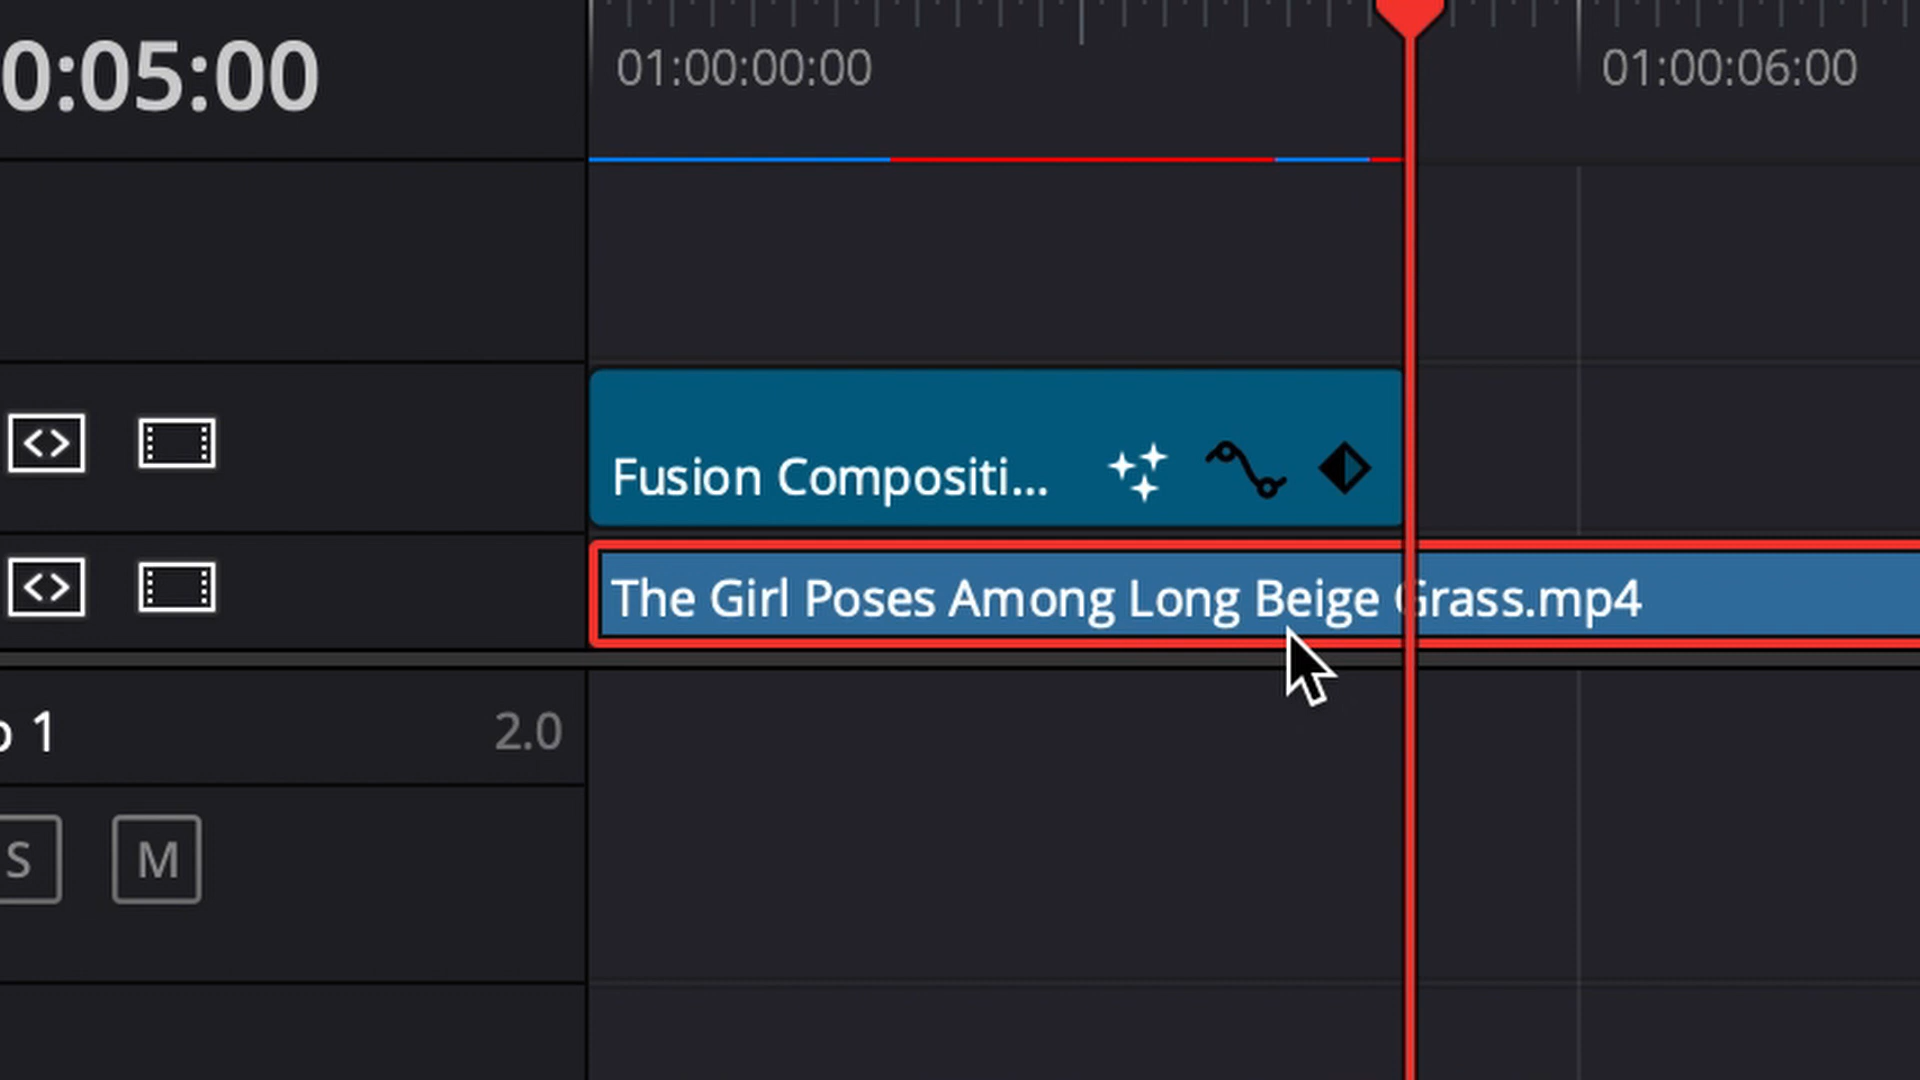 0:05:00
01:00:00:00
01:00:06:00
Fusion Compositi...
The Girl Poses Among Long Beige Grass.mp4
o 1
2.0
S
M